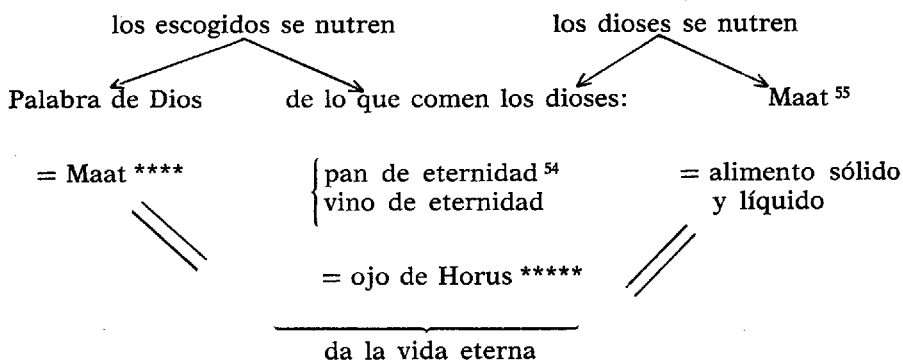 los escogidos se nutren los dioses se nutren
Palabra de Dios de lo que comen los dioses: Maat 55
= Maat **** pan de eternidad 54 = alimento sólido
vino de eternidad y líquido
= ojo de Horus *****
da la vida eterna